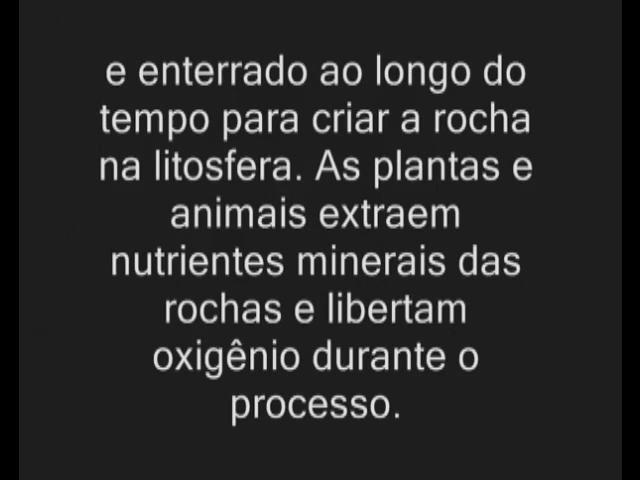 e enterrado ao longo do
tempo para criar a rocha
na litosfera. As plantas e
animais extraem
nutrientes minerais das
rochas e libertam
oxigênio durante o
processo.